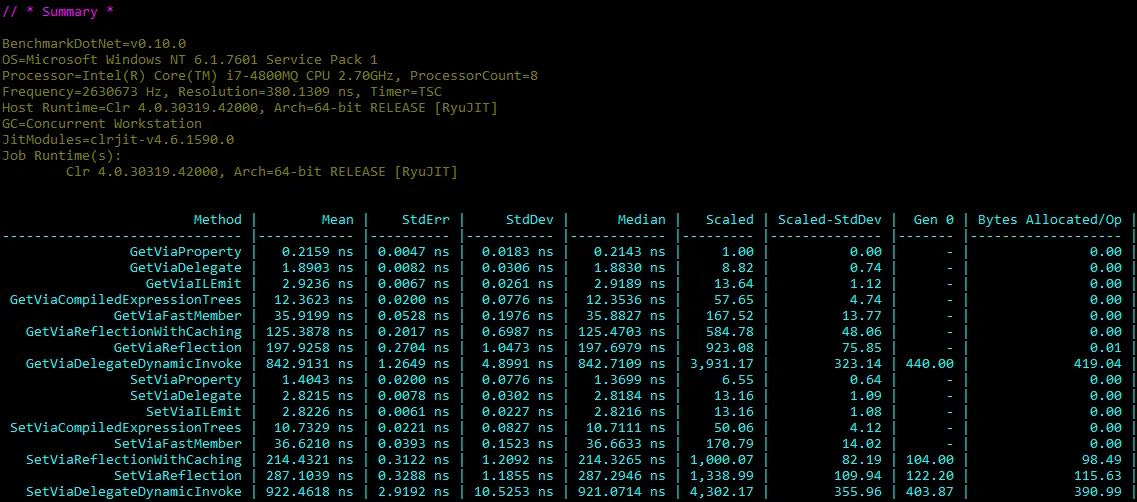 // * Summary *
BenchmarkDotNet=v0.10.0
OS=Microsoft Windows NT 6.1.7601 Service Pack 1
Processor=Intel(R) Core(TM) i7-4800MQ CPU 2.70GHz, ProcessorCount=8
Frequency=2630673 Hz, Resolution=380.1309 ns, Timer=TSC
Host Runtime=Clr 4.0.30319.42000, Arch=64-bit RELEASE [RyuJIT]
GC=Concurrent Workstation
JitModules=clrjit-v4.6.1590.0
Job Runtime(s):
Clr 4.0.30319.42000, Arch=64-bit RELEASE [RyuJIT]
Method | Mean | StdErr | StdDev | Median | Scaled | Scaled-StdDev | Gen 0 | Bytes Allocated/Op |
------------------------------ |------------ |---------- |----------- |------------ |--------- |-------------- |------- |------------------- |
GetViaProperty | 0.2159 ns | 0.0047 ns | 0.0183 ns | 0.2143 ns | 1.00 | 0.00 | - | 0.00 |
GetViaDelegate | 1.8903 ns | 0.0082 ns | 0.0306 ns | 1.8830 ns | 8.82 | 0.74 | - | 0.00 |
GetViaILEmit | 2.9236 ns | 0.0067 ns | 0.0261 ns | 2.9189 ns | 13.64 | 1.12 | - | 0.00 |
GetViaCompiledExpressionTrees | 12.3623 ns | 0.0200 ns | 0.0776 ns | 12.3536 ns | 57.65 | 4.74 | - | 0.00 |
GetViaFastMember | 35.9199 ns | 0.0528 ns | 0.1976 ns | 35.8827 ns | 167.52 | 13.77 | - | 0.00 |
GetViaReflectionWithCaching | 125.3878 ns | 0.2017 ns | 0.6987 ns | 125.4703 ns | 584.78 | 48.06 | - | 0.00 |
GetViaReflection | 197.9258 ns | 0.2704 ns | 1.0473 ns | 197.6979 ns | 923.08 | 75.85 | - | 0.01 |
GetViaDelegateDynamicInvoke | 842.9131 ns | 1.2649 ns | 4.8991 ns | 842.7109 ns | 3,931.17 | 323.14 | 440.00 | 419.04 |
SetViaProperty | 1.4043 ns | 0.0200 ns | 0.0776 ns | 1.3699 ns | 6.55 | 0.64 | - | 0.00 |
SetViaDelegate | 2.8215 ns | 0.0078 ns | 0.0302 ns | 2.8184 ns | 13.16 | 1.09 | - | 0.00 |
SetViaILEmit | 2.8226 ns | 0.0061 ns | 0.0227 ns | 2.8216 ns | 13.16 | 1.08 | - | 0.00 |
SetViaCompiledExpressionTrees | 10.7329 ns | 0.0221 ns | 0.0827 ns | 10.7111 ns | 50.06 | 4.12 | - | 0.00 |
SetViaFastMember | 36.6210 ns | 0.0393 ns | 0.1523 ns | 36.6633 ns | 170.79 | 14.02 | - | 0.00 |
SetViaReflectionWithCaching | 214.4321 ns | 0.3122 ns | 1.2092 ns | 214.3265 ns | 1,000.07 | 82.19 | 104.00 | 98.49 |
SetViaReflection | 287.1039 ns | 0.3288 ns | 1.1855 ns | 287.2946 ns | 1,338.99 | 109.94 | 122.20 | 115.63 |
SetViaDelegateDynamicInvoke | 922.4618 ns | 2.9192 ns | 10.5253 ns | 921.0714 ns | 4,302.17 | 355.96 | 403.87 | 390.99 |